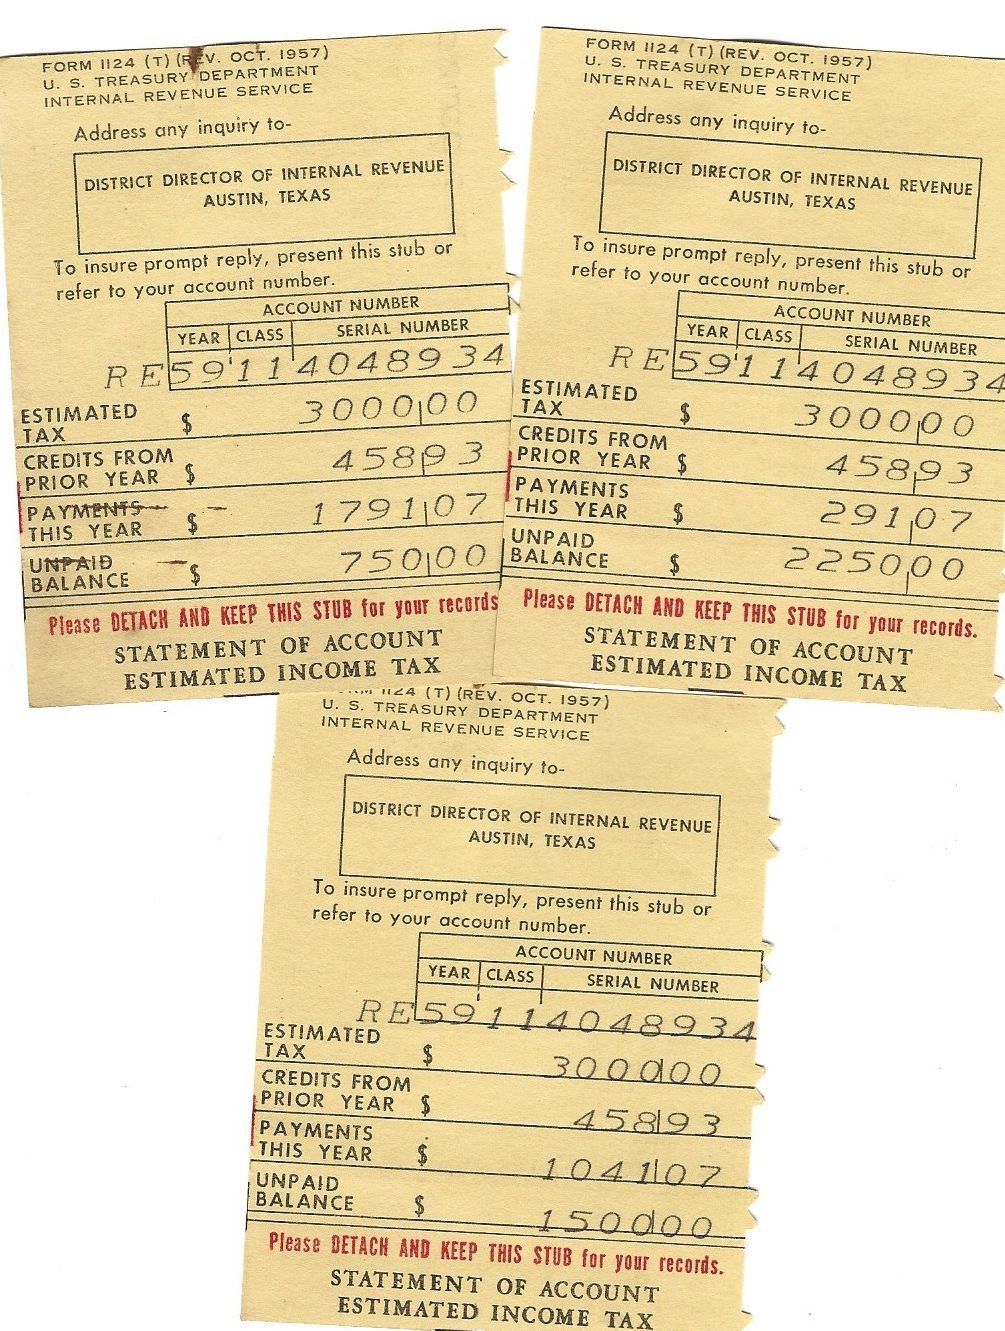 FORM 1124 (T) (REV. OCT. 1957)
U. S. TREASURY DEPARTMENT
INTERNAL REVENUE SERVICE
Address any inquiry to-
DISTRICT DIRECTOR OF INTERNAL REVENUE
AUSTIN, TEXAS
To insure prompt reply, present this stub or
refer to your account number.
ACCOUNT NUMBER
YEAR CLASS SERIAL NUMBER
RE 59 11 4048934
ESTIMATED
TAX $ 3000 00
CREDITS FROM
PRIOR YEAR $ 458 93
PAYMENTS
THIS YEAR $ 1791 07
UNPAID
BALANCE $ 750 00
Please DETACH AND KEEP THIS STUB for your records
STATEMENT OF ACCOUNT
ESTIMATED INCOME TAX
FORM 1124 (T) (REV. OCT. 1957)
U. S. TREASURY DEPARTMENT
INTERNAL REVENUE SERVICE
Address any inquiry to-
DISTRICT DIRECTOR OF INTERNAL REVENUE
AUSTIN, TEXAS
To insure prompt reply, present this stub or
refer to your account number.
ACCOUNT NUMBER
YEAR CLASS SERIAL NUMBER
RE 59 11 4048934
ESTIMATED
TAX $ 3000 00
CREDITS FROM
PRIOR YEAR $ 458 93
PAYMENTS
THIS YEAR $ 291 07
UNPAID
BALANCE $ 2250 00
Please DETACH AND KEEP THIS STUB for your records.
STATEMENT OF ACCOUNT
ESTIMATED INCOME TAX
1124 (T) (REV. OCT. 1957)
U. S. TREASURY DEPARTMENT
INTERNAL REVENUE SERVICE
Address any inquiry to-
DISTRICT DIRECTOR OF INTERNAL REVENUE
AUSTIN, TEXAS
To insure prompt reply, present this stub or
refer to your account number.
ACCOUNT NUMBER
YEAR CLASS SERIAL NUMBER
RE 59 11 4048934
ESTIMATED
TAX $ 3000 00
CREDITS FROM
PRIOR YEAR $ 458 93
PAYMENTS
THIS YEAR $ 1041 07
UNPAID
BALANCE $ 1500 00
Please DETACH AND KEEP THIS STUB for your records.
STATEMENT OF ACCOUNT
ESTIMATED INCOME TAX